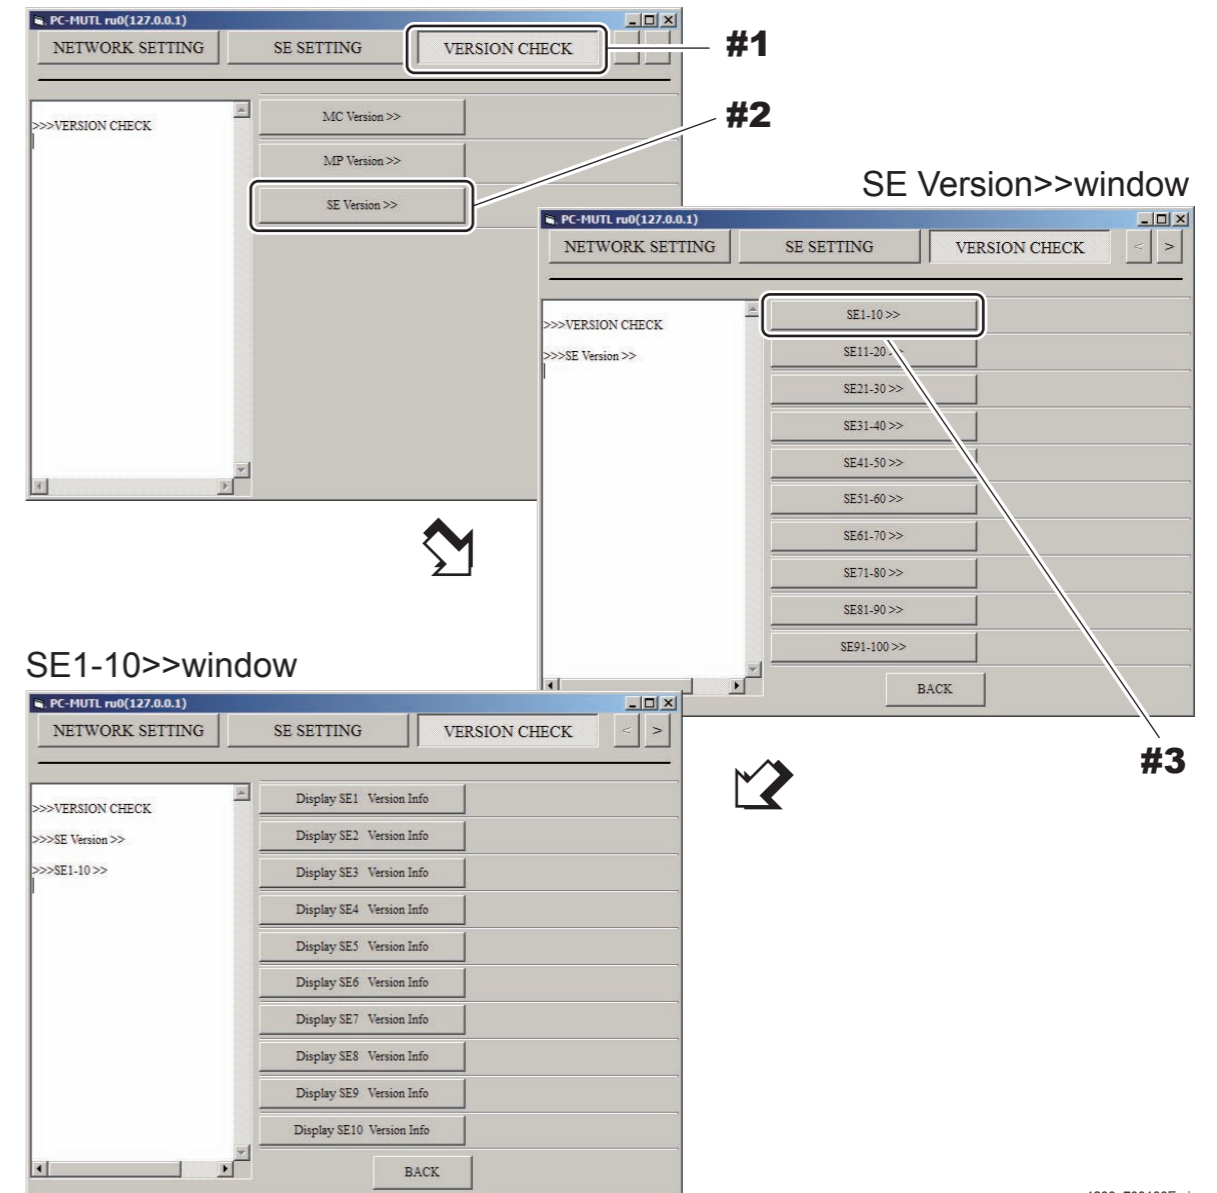 PC-MUTL ru0(127.0.0.1)
NETWORK SETTING SE SETTING VERSION CHECK
#1
>>>VERSION CHECK
MC Version >>
MP Version >>
SE Version >>
#2
SE Version>>window
PC-MUTL ru0(127.0.0.1)
NETWORK SETTING SE SETTING VERSION CHECK < >
>>>VERSION CHECK
>>>SE Version >>
SE1-10 >>
SE11-20 >>
SE21-30 >>
SE31-40 >>
SE41-50 >>
SE51-60 >>
SE61-70 >>
SE71-80 >>
SE81-90 >>
SE91-100 >>
BACK
#3
SE1-10>>window
PC-MUTL ru0(127.0.0.1)
NETWORK SETTING SE SETTING VERSION CHECK < >
>>>VERSION CHECK
>>>SE Version >>
>>>SE1-10 >>
Display SE1 Version Info
Display SE2 Version Info
Display SE3 Version Info
Display SE4 Version Info
Display SE5 Version Info
Display SE6 Version Info
Display SE7 Version Info
Display SE8 Version Info
Display SE9 Version Info
Display SE10 Version Info
BACK